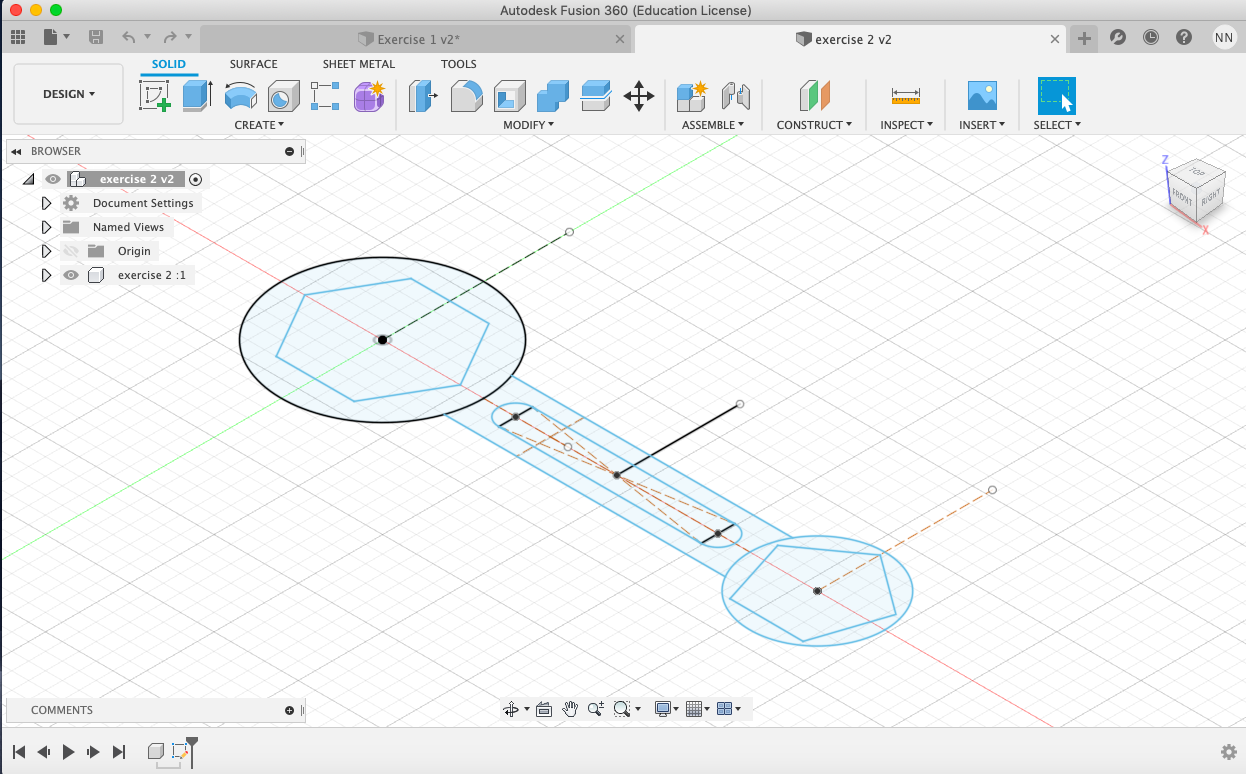 Autodesk Fusion 360 (Education License)
Exercise 1 v2*
exercise 2 v2
NN
SOLID SURFACE SHEET METAL TOOLS
DESIGN
CREATE MODIFY ASSEMBLE CONSTRUCT INSPECT INSERT SELECT
BROWSER
exercise 2 v2
Document Settings
Named Views
Origin
exercise 2 :1
Z
TOP
FRONT
RIGHT
X
COMMENTS